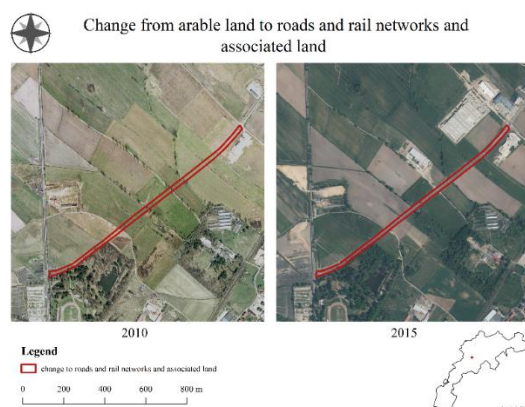 Change from arable land to roads and rail networks and
associated land
2010
2015
Legend
change to roads and rail networks and associated land
0 200 400 600 800 m